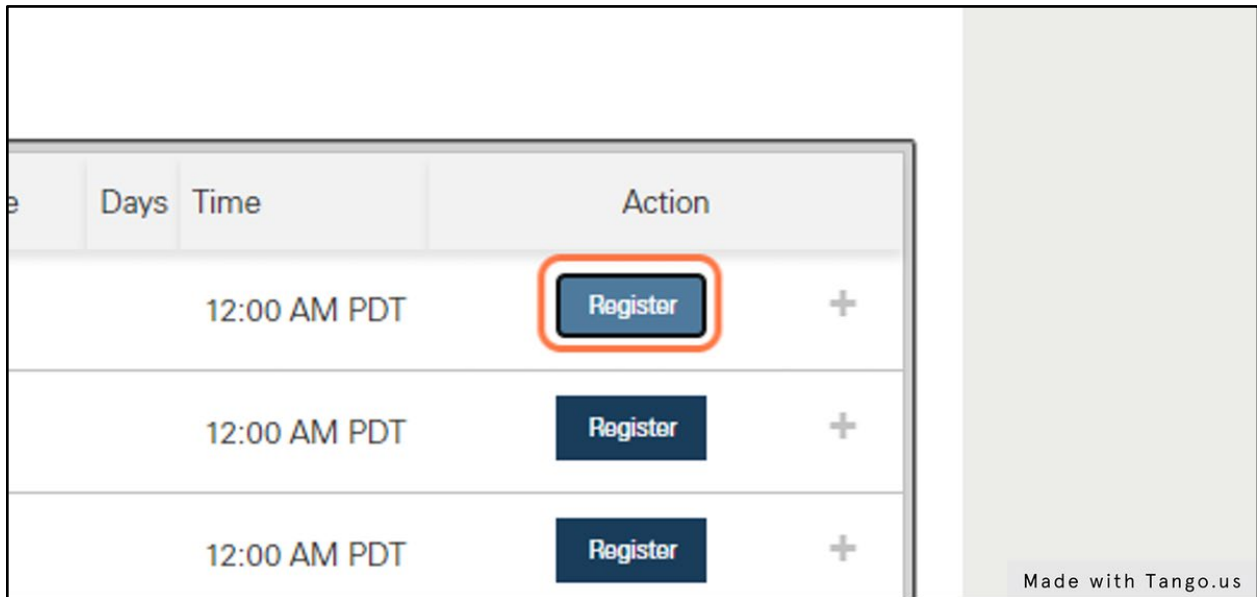 e Days Time Action
12:00 AM PDT Register +
12:00 AM PDT Register +
12:00 AM PDT Register +
Made with Tango.us